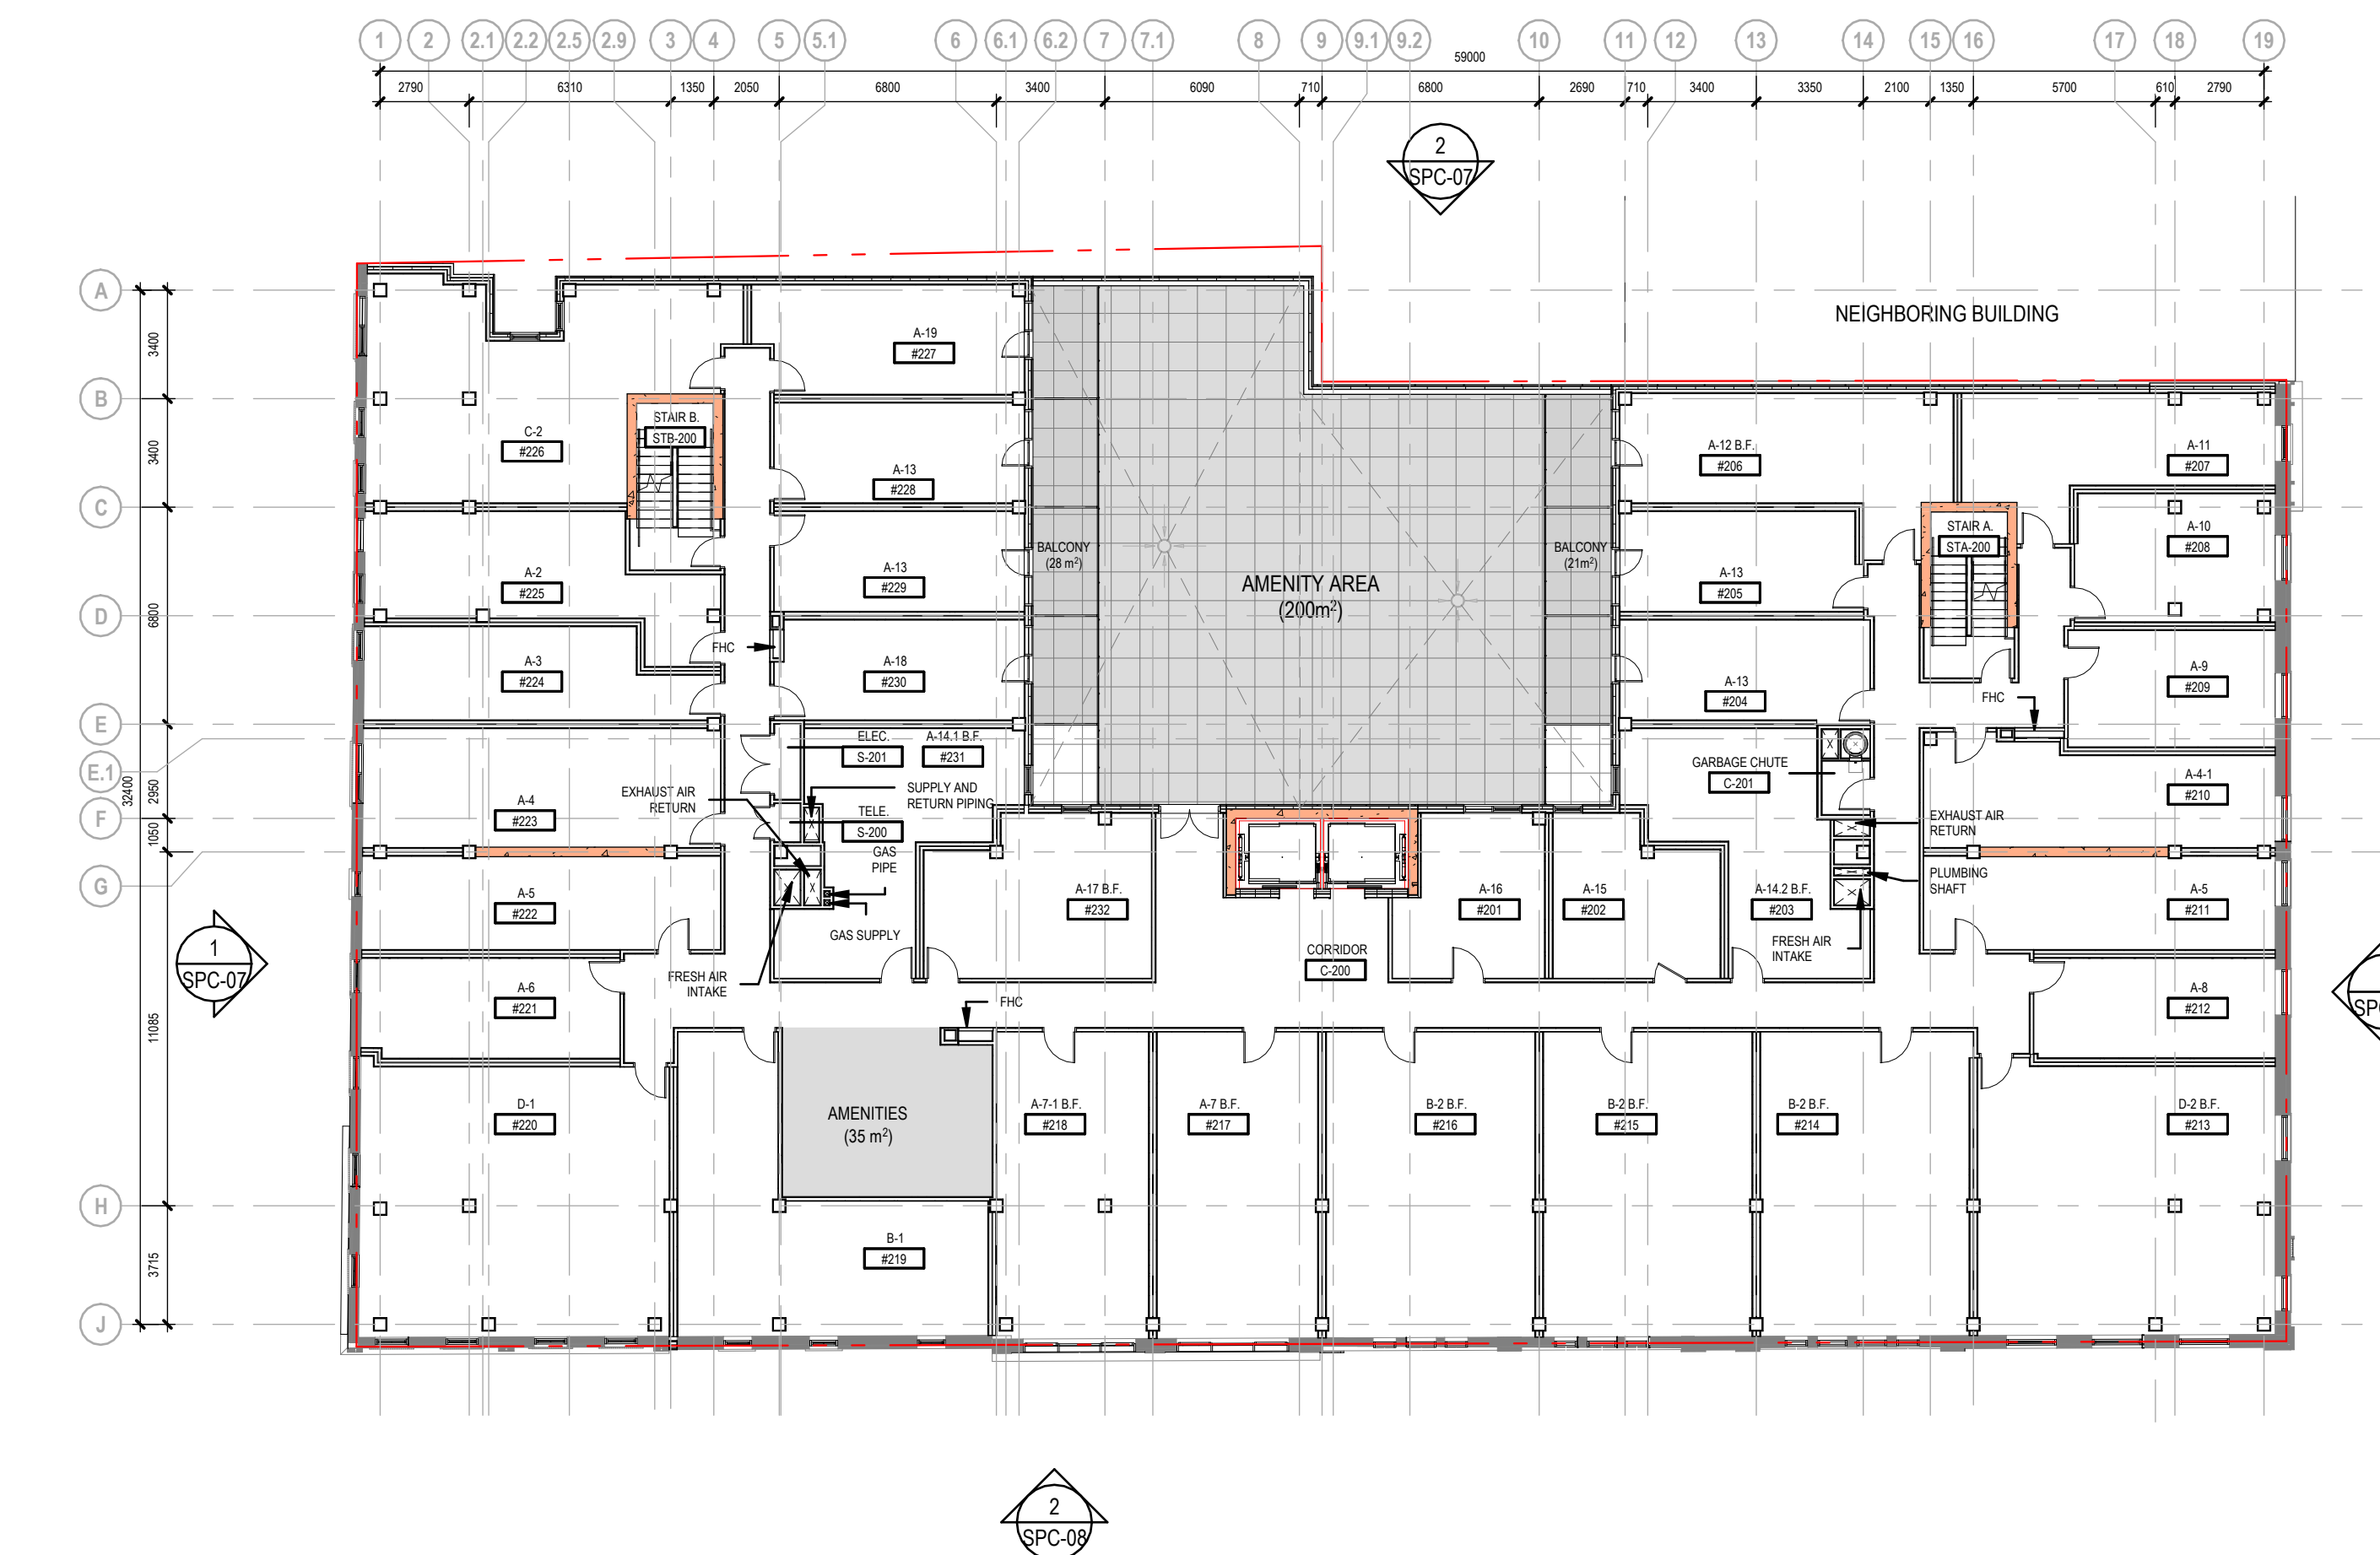 1 2 2.1 2.2 2.5 2.9 3 4 5 5.1 6 6.1 6.2 7 7.1 8 9 9.1 9.2 10 11 12 13 14 15 16 17 18 19
59000
2790 6310 1350 2050 6800 3400 6090 710 6800 2690 710 3400 3350 2100 1350 5700 610 2790
2
SPC-07
A
B
C
D
E
E.1
F
G
H
J
3400
3400
6800
2950
1050
11085
3715
32400
NEIGHBORING BUILDING
A-19
#227
STAIR B.
STB-200
C-2
#226
A-13
#228
A-12 B.F.
#206
A-11
#207
A-2
#225
A-13
#229
BALCONY
(28 m²)
AMENITY AREA
(200m²)
BALCONY
(21m²)
A-13
#205
STAIR A.
STA-200
A-10
#208
FHC
A-3
#224
A-18
#230
A-13
#204
A-9
#209
FHC
ELEC.
S-201
A-14.1 B.F.
#231
GARBAGE CHUTE
C-201
A-4-1
#210
EXHAUST AIR
RETURN
SUPPLY AND
RETURN PIPING
A-4
#223
TELE.
S-200
EXHAUST AIR
RETURN
GAS
PIPE
PLUMBING
SHAFT
A-5
#222
A-17 B.F.
#232
A-16
#201
A-15
#202
A-14.2 B.F.
#203
A-5
#211
GAS SUPPLY
FRESH AIR
INTAKE
CORRIDOR
C-200
FRESH AIR
INTAKE
1
SPC-07
A-6
#221
FHC
A-8
#212
D-1
#220
AMENITIES
(35 m²)
A-7-1 B.F.
#218
A-7 B.F.
#217
B-2 B.F.
#216
B-2 B.F.
#215
B-2 B.F.
#214
D-2 B.F.
#213
B-1
#219
2
SPC-08